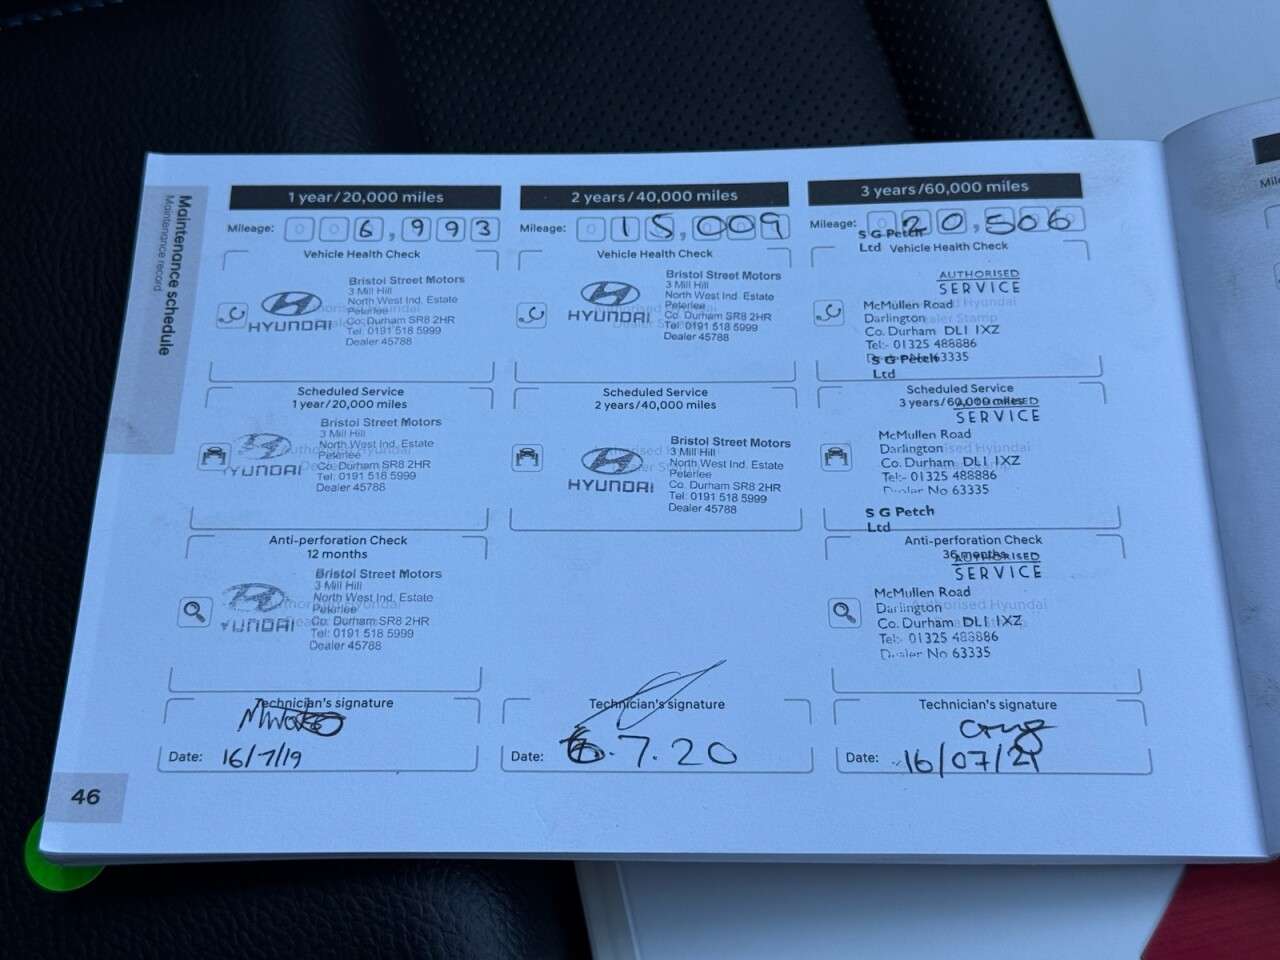 Maintenance schedule
Maintenance record
1 year/20,000 miles
Mileage: 006,993
Vehicle Health Check
HYUNDAI
Bristol Street Motors
3 Mill Hill
North West Ind. Estate
Peterlee
Co. Durham SR8 2HR
Tel: 0191 518 5999
Dealer 45788
Scheduled Service
1 year/20,000 miles
HYUNDAI
Bristol Street Motors
3 Mill Hill
North West Ind. Estate
Peterlee
Co. Durham SR8 2HR
Tel: 0191 518 5999
Dealer 45788
Anti-perforation Check
12 months
HYUNDAI
Bristol Street Motors
3 Mill Hill
North West Ind. Estate
Peterlee
Co. Durham SR8 2HR
Tel: 0191 518 5999
Dealer 45788
Technician's signature
Date: 16/7/19
2 years/40,000 miles
Mileage: 015,009
Vehicle Health Check
HYUNDAI
Bristol Street Motors
3 Mill Hill
North West Ind. Estate
Peterlee
Co. Durham SR8 2HR
Tel: 0191 518 5999
Dealer 45788
Scheduled Service
2 years/40,000 miles
HYUNDAI
Bristol Street Motors
3 Mill Hill
North West Ind. Estate
Peterlee
Co. Durham SR8 2HR
Tel: 0191 518 5999
Dealer 45788
Technician's signature
Date: 6.7.20
3 years/60,000 miles
Mileage: 020,506
S G Petch
Ltd
Vehicle Health Check
AUTHORISED
SERVICE
McMullen Road
Darlington
Co. Durham DL1 1XZ
Tel:- 01325 488886
Dealer No 63335
S G Petch
Ltd
Scheduled Service
3 years/60,000 miles
AUTHORISED
SERVICE
McMullen Road
Darlington
Co. Durham DL1 1XZ
Tel:- 01325 488886
Dealer No 63335
S G Petch
Ltd
Anti-perforation Check
36 months
AUTHORISED
SERVICE
McMullen Road
Darlington
Co. Durham DL1 1XZ
Tel:- 01325 488886
Dealer No 63335
Technician's signature
Date: 16/07/21
46